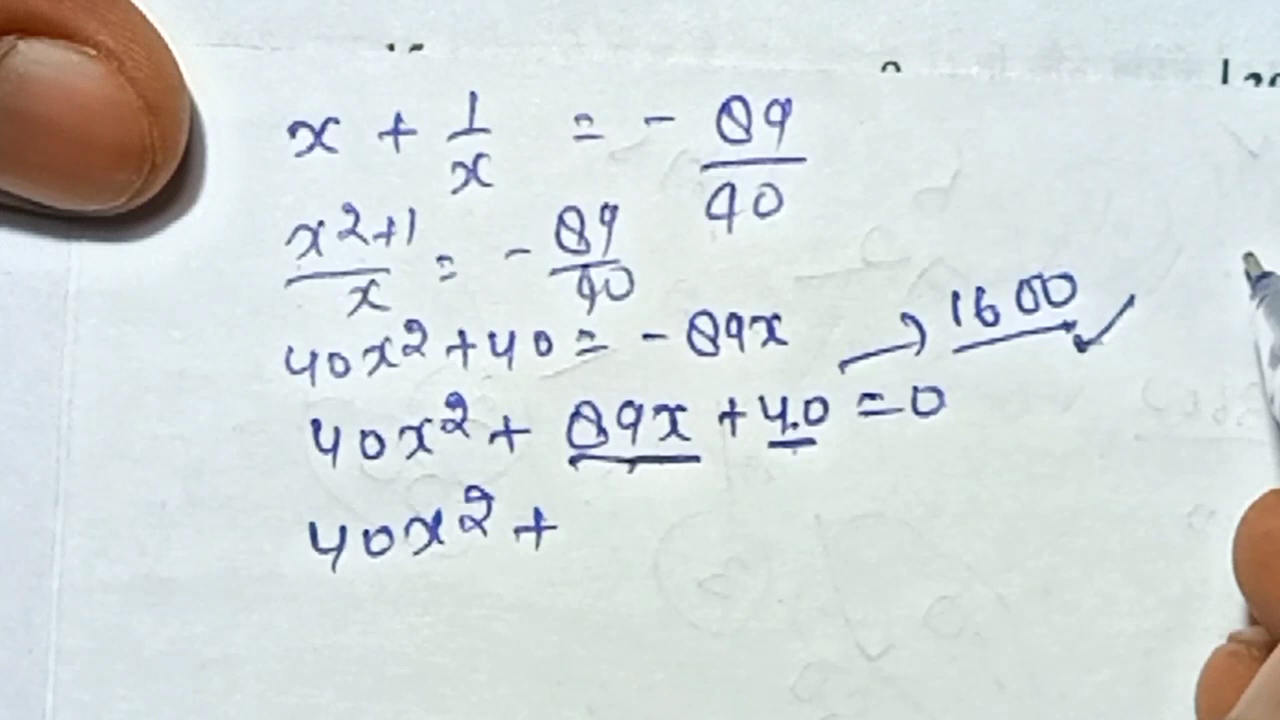 x + 1/x = - 89/40
x²+1/x = - 89/40
40x²+40 = - 89x
→ 1600 ✓
40x² + 89x + 40 = 0
40x² +